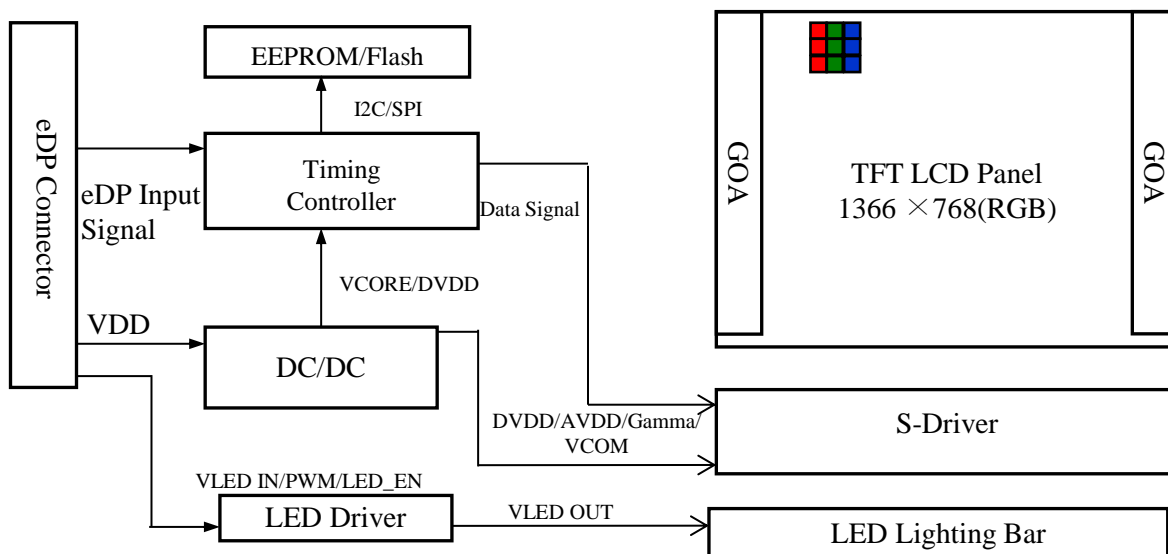 EEPROM/Flash
I2C/SPI
eDP Connector
Timing
Controller
eDP Input
Signal
Data Signal
VCORE/DVDD
VDD
DC/DC
DVDD/AVDD/Gamma/
VCOM
VLED IN/PWM/LED_EN
LED Driver
VLED OUT
GOA
TFT LCD Panel
1366 ×768(RGB)
GOA
S-Driver
LED Lighting Bar